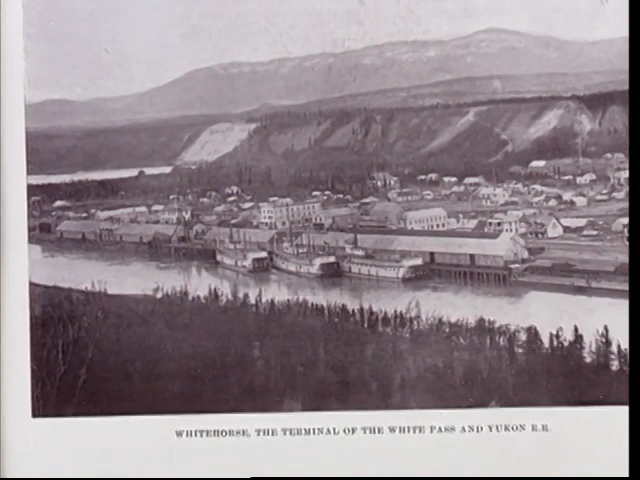 WHITEHORSE, THE TERMINAL OF THE WHITE PASS AND YUKON R.R.